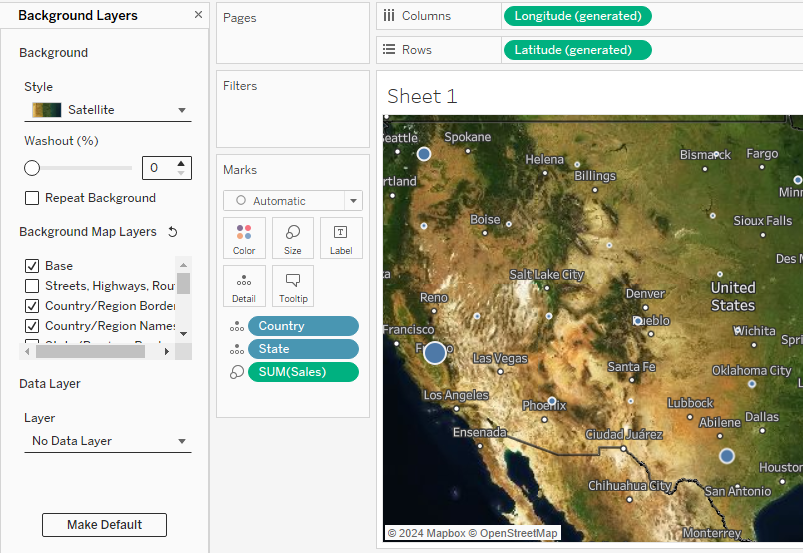 Background Layers
Background
Style
Satellite
Washout (%)
0
Repeat Background
Background Map Layers
Base
Streets, Highways, Rou
Country/Region Border
Country/Region Names
Data Layer
Layer
No Data Layer
Make Default
Pages
Filters
Marks
Automatic
Color
Size
Label
Detail
Tooltip
Country
State
SUM(Sales)
Columns
Longitude (generated)
Rows
Latitude (generated)
Sheet 1
Seattle
Spokane
Helena
Bismarck
Fargo
Billings
rtland
Minn
Boise
Sioux Falls
Des M
Salt Lake City
United
States
Reno
Denver
Pueblo
Francisco
Wichita
Sprin
Las Vegas
Santa Fe
Oklahoma City
Los Angeles
Phoenix
Lubbock
Abilene
Dallas
Ensenada
Ciudad Juárez
Houston
Chihuahua City
San Antonio
Monterrey
© 2024 Mapbox © OpenStreetMap